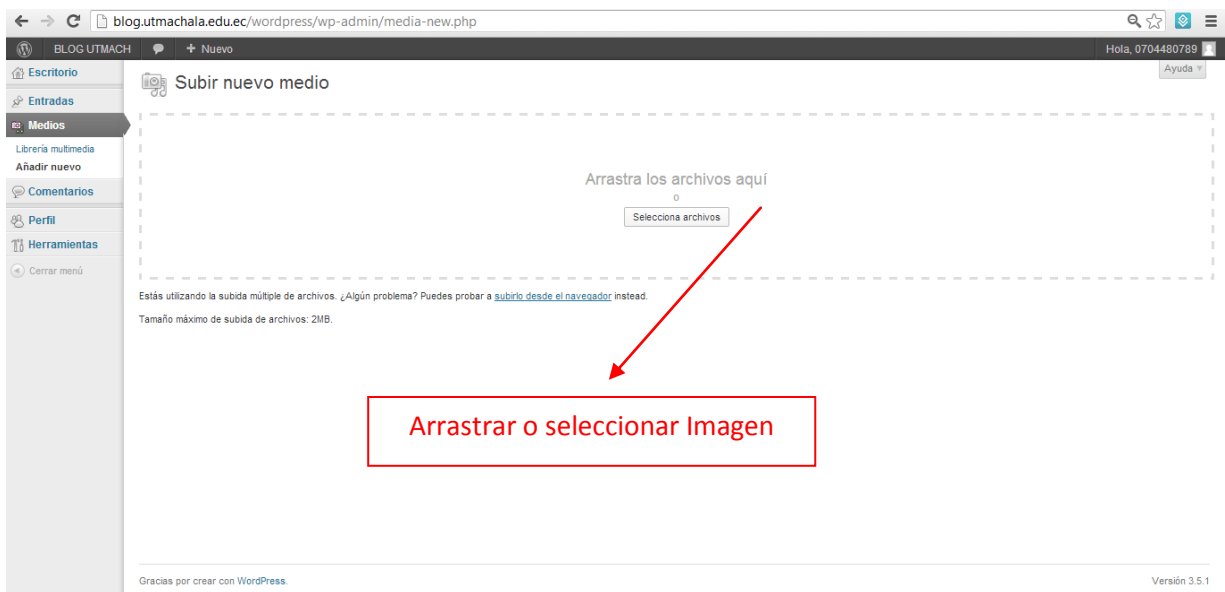 blog.utmachala.edu.ec/wordpress/wp-admin/media-new.php
BLOG UTMACH + Nuevo Hola, 0704480789
Ayuda
Escritorio
Entradas
Medios
Librería multimedia
Añadir nuevo
Comentarios
Perfil
Herramientas
Cerrar menú
Subir nuevo medio
Arrastra los archivos aquí
o
Selecciona archivos
Estás utilizando la subida múltiple de archivos. ¿Algún problema? Puedes probar a subirlo desde el navegador instead.
Tamaño máximo de subida de archivos: 2MB.
Arrastrar o seleccionar Imagen
Gracias por crear con WordPress. Versión 3.5.1